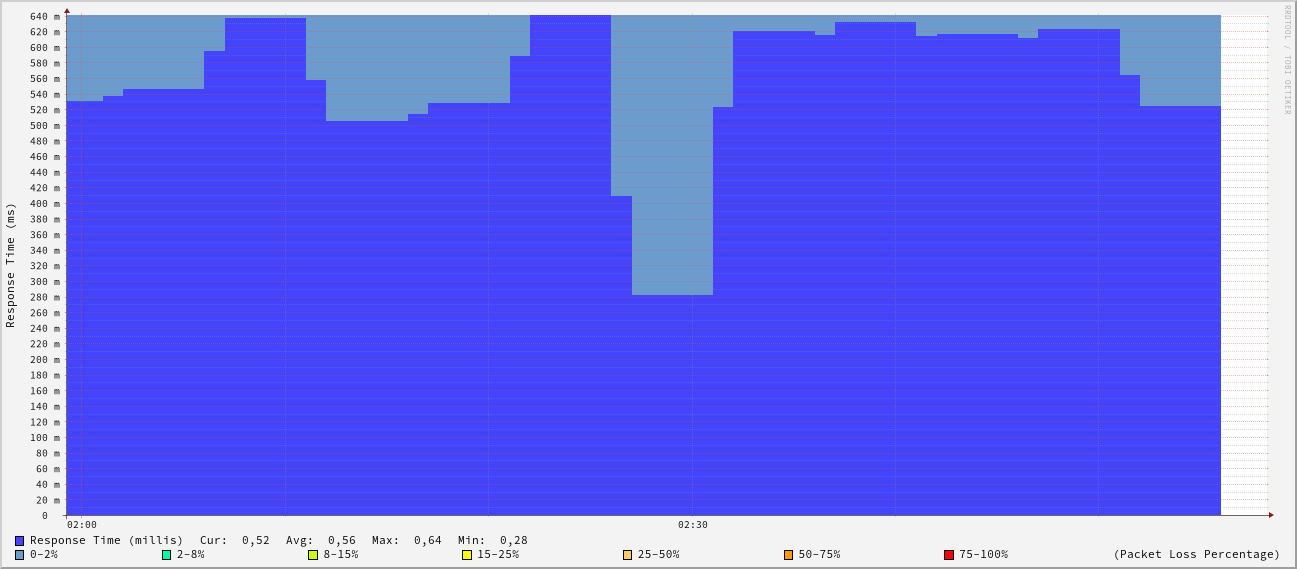 RRDTOOL / TOBI OETIKER
Response Time (ms)
640 m
620 m
600 m
580 m
560 m
540 m
520 m
500 m
480 m
460 m
440 m
420 m
400 m
380 m
360 m
340 m
320 m
300 m
280 m
260 m
240 m
220 m
200 m
180 m
160 m
140 m
120 m
100 m
80 m
60 m
40 m
20 m
0
02:00 02:30
Response Time (millis) Cur: 0,52 Avg: 0,56 Max: 0,64 Min: 0,28
0-2% 2-8% 8-15% 15-25% 25-50% 50-75% 75-100% (Packet Loss Percentage)